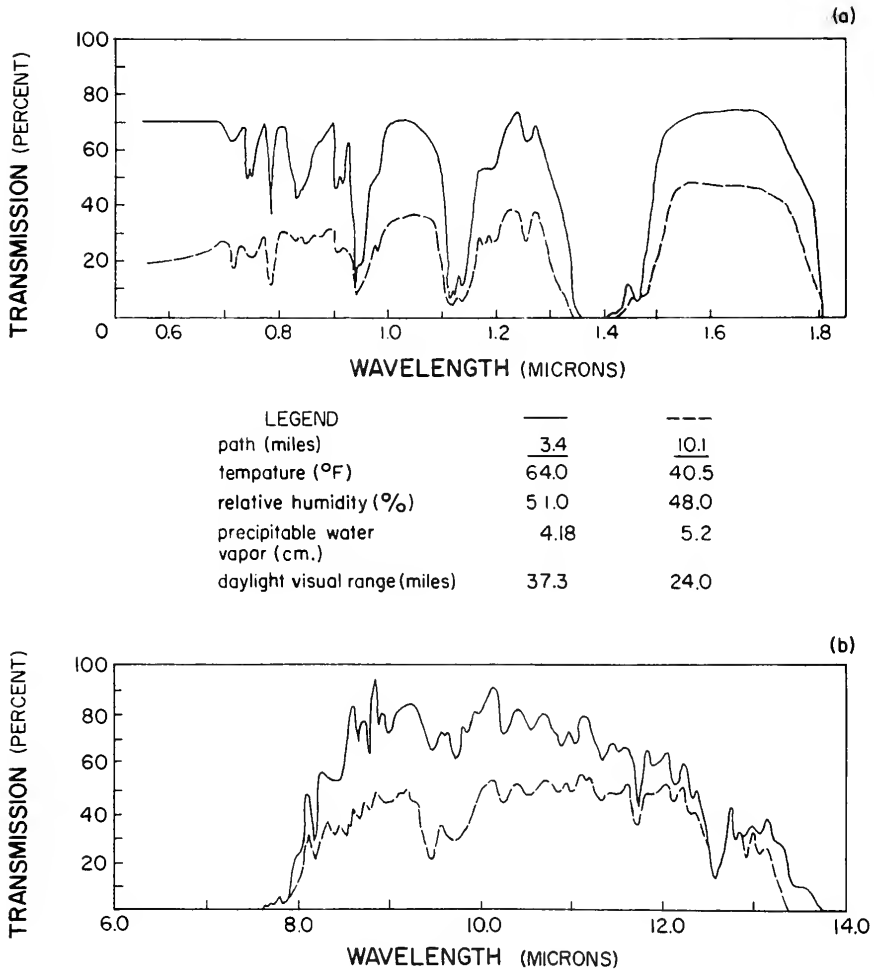 (a)
TRANSMISSION (PERCENT)
100
80
60
40
20
0
0.6
0.8
1.0
1.2
1.4
1.6
1.8
WAVELENGTH (MICRONS)
LEGEND
path (miles) 3.4 10.1
tempature (°F) 64.0 40.5
relative humidity (%) 51.0 48.0
precipitable water
vapor (cm.) 4.18 5.2
daylight visual range (miles) 37.3 24.0
(b)
TRANSMISSION (PERCENT)
100
80
60
40
20
6.0
8.0
10.0
12.0
14.0
WAVELENGTH (MICRONS)